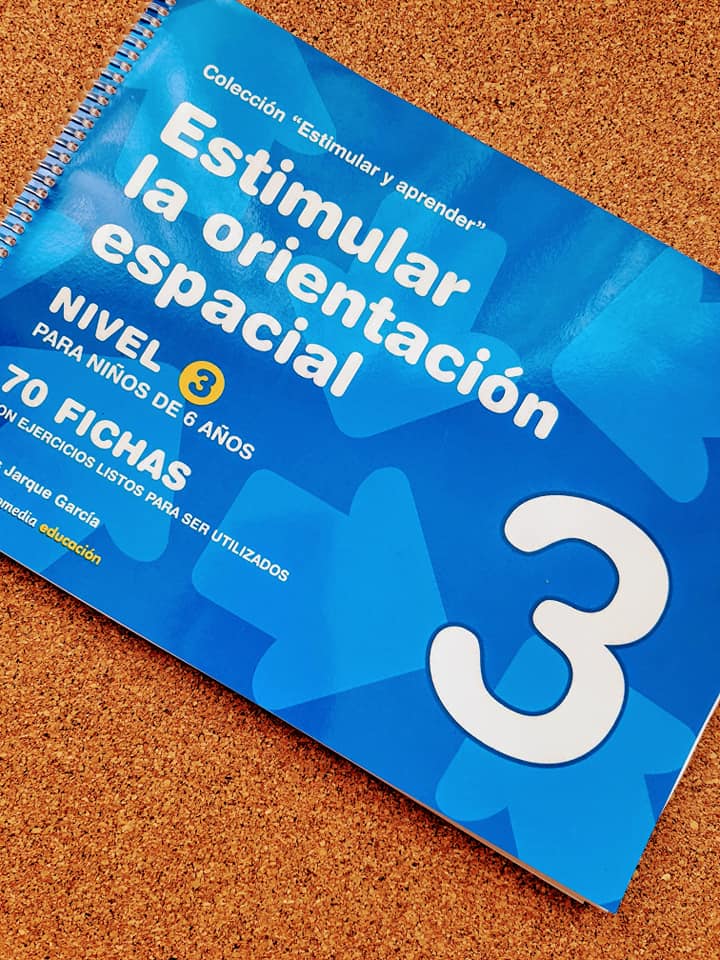 Colección "Estimular y aprender"
Estimular
la orientación
espacial
NIVEL 3
PARA NIÑOS DE 6 AÑOS
70 FICHAS
EJERCICIOS LISTOS PARA SER UTILIZADOS
Jarque García
educación
3